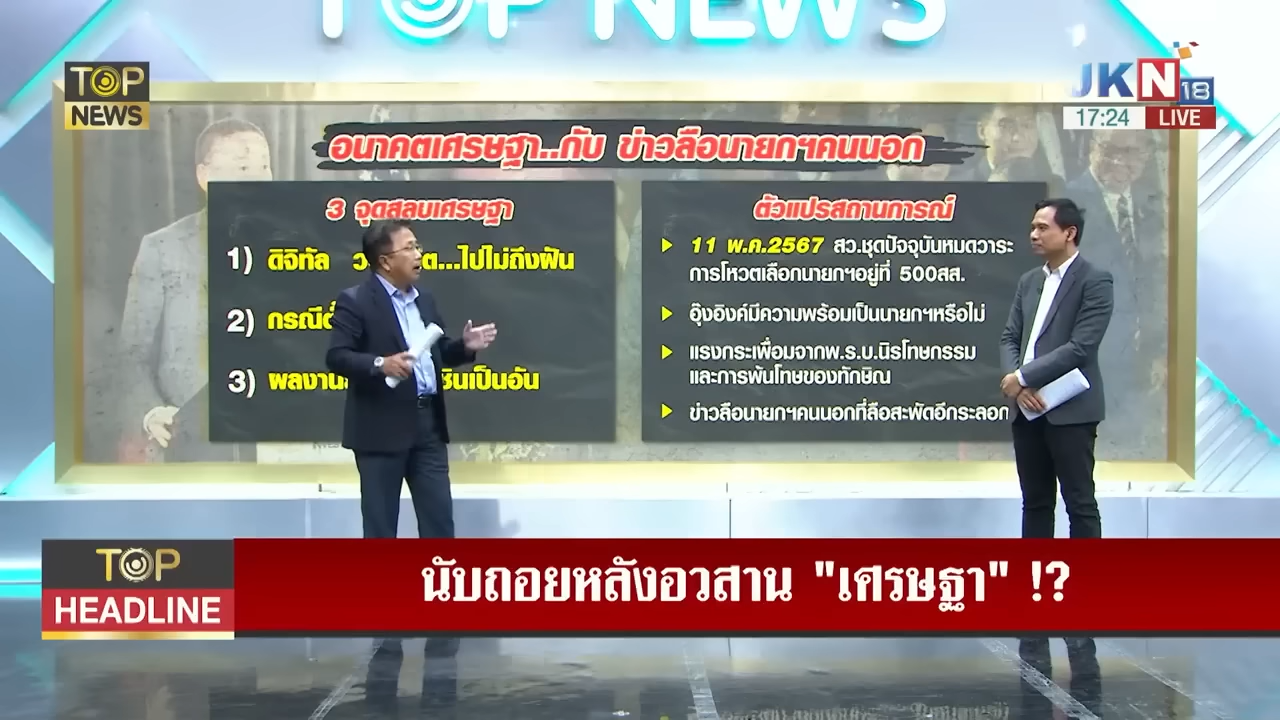 TOP NEWS
TOP
NEWS
JKN18
17:24 LIVE
อนาคตเศรษฐา..กับ ข่าวลือนายกฯคนนอก
3 จุดสลบเศรษฐา
1) ดิจิทัล ...ไปไม่ถึงฝัน
2) กรณี
3) ผลงาน เป็นอัน
ตัวแปรสถานการณ์
11 พ.ค.2567 สว.ชุดปัจจุบันหมดวาระ
การโหวตเลือกนายกฯอยู่ที่ 500สส.
อุ๊งอิงค์มีความพร้อมเป็นนายกฯหรือไม่
แรงกระเพื่อมจากพ.ร.บ.นิรโทษกรรม
และการพ้นโทษของทักษิณ
ข่าวลือนายกฯคนนอกที่ลือสะพัดอีกระลอก
TOP
HEADLINE
นับถอยหลังอวสาน "เศรษฐา" !?